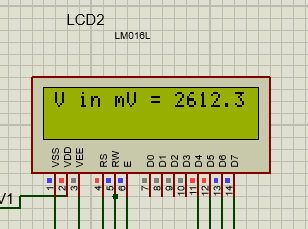 LCD2
LM016L
V in mV = 2612.3
VSS VDD VEE RS RW E D0 D1 D2 D3 D4 D5 D6 D7
1 2 3 4 5 6 7 8 9 10 11 12 13 14
V1